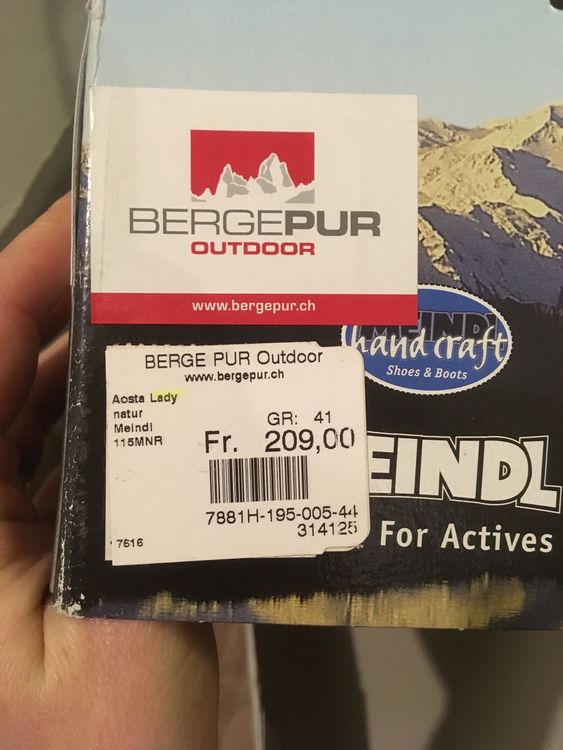 BERGEPUR
OUTDOOR
www.bergepur.ch
MEINDL
hand craft
Shoes & Boots
BERGE PUR Outdoor
www.bergepur.ch
Aosta Lady
natur
Meindl
115MNR
GR: 41
Fr. 209,00
7881H-195-005-44
314125
7616
EINDL
For Actives